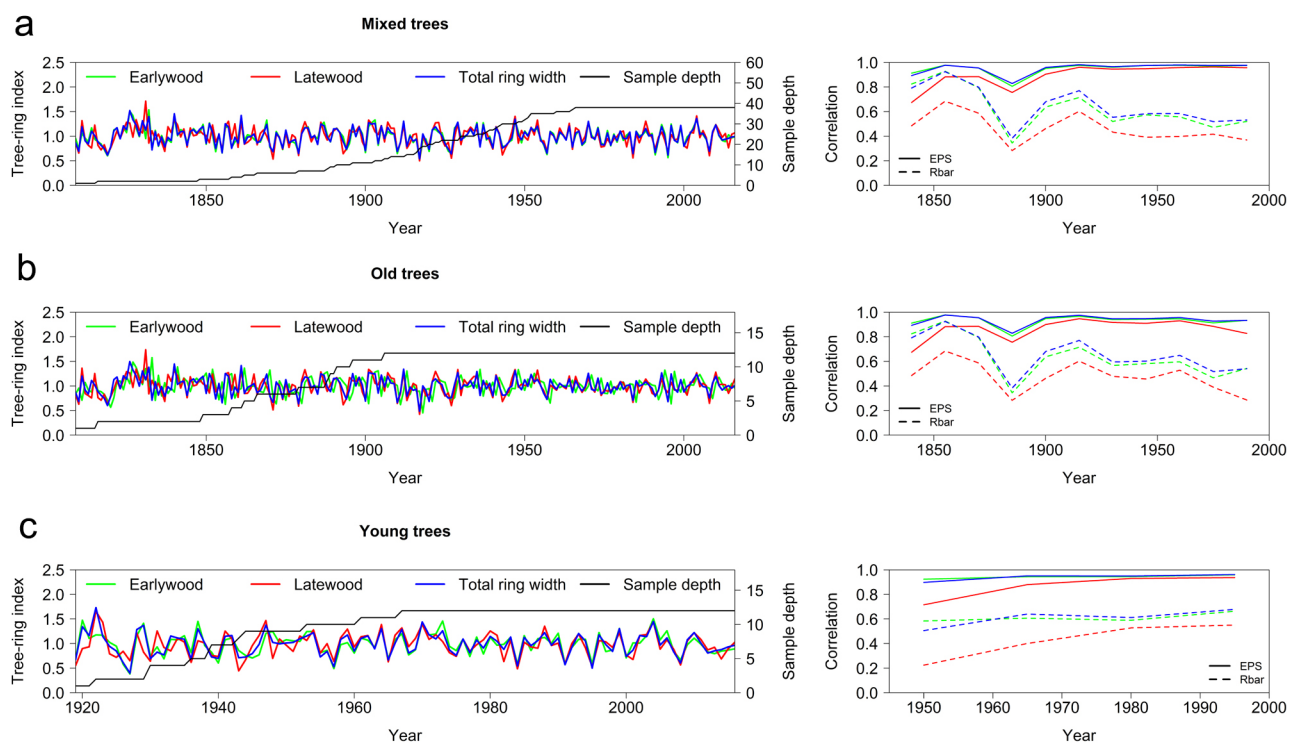 a
Mixed trees
Earlywood Latewood Total ring width Sample depth
Tree-ring index
2.5
2.0
1.5
1.0
0.5
0.0
60
50
40
30
20
10
0
Sample depth
1850 1900 1950 2000
Year
Correlation
1.0
0.8
0.6
0.4
0.2
0.0
EPS
Rbar
1850 1900 1950 2000
Year
b
Old trees
Earlywood Latewood Total ring width Sample depth
Tree-ring index
2.5
2.0
1.5
1.0
0.5
0.0
15
10
5
0
Sample depth
1850 1900 1950 2000
Year
Correlation
1.0
0.8
0.6
0.4
0.2
0.0
EPS
Rbar
1850 1900 1950 2000
Year
c
Young trees
Earlywood Latewood Total ring width Sample depth
Tree-ring index
2.5
2.0
1.5
1.0
0.5
0.0
15
10
5
0
Sample depth
1920 1940 1960 1980 2000
Year
Correlation
1.0
0.8
0.6
0.4
0.2
0.0
EPS
Rbar
1950 1960 1970 1980 1990 2000
Year